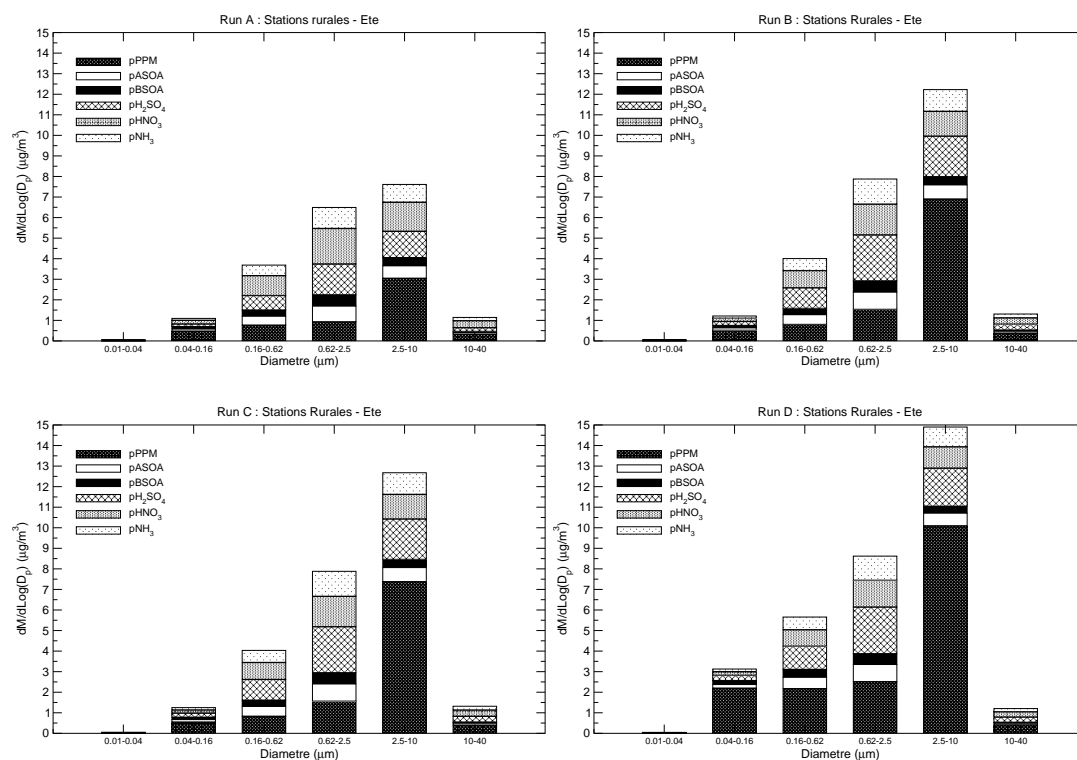 Run A : Stations rurales - Ete
15
14
13
12
11
10
9
8
7
6
5
4
3
2
1
0
dM/dLog(D_p) (μg/m³)
pPPM
pASOA
pBSOA
pH₂SO₄
pHNO₃
pNH₃
0.01-0.04 0.04-0.16 0.16-0.62 0.62-2.5 2.5-10 10-40
Diametre (μm)
Run B : Stations Rurales - Ete
15
14
13
12
11
10
9
8
7
6
5
4
3
2
1
0
dM/dLog(D_p) (μg/m³)
pPPM
pASOA
pBSOA
pH₂SO₄
pHNO₃
pNH₃
0.01-0.04 0.04-0.16 0.16-0.62 0.62-2.5 2.5-10 10-40
Diametre (μm)
Run C : Stations Rurales - Ete
15
14
13
12
11
10
9
8
7
6
5
4
3
2
1
0
dM/dLog(D_p) (μg/m³)
pPPM
pASOA
pBSOA
pH₂SO₄
pHNO₃
pNH₃
0.01-0.04 0.04-0.16 0.16-0.62 0.62-2.5 2.5-10 10-40
Diametre (μm)
Run D : Stations Rurales - Ete
15
14
13
12
11
10
9
8
7
6
5
4
3
2
1
0
dM/dLog(D_p) (μg/m³)
pPPM
pASOA
pBSOA
pH₂SO₄
pHNO₃
pNH₃
0.01-0.04 0.04-0.16 0.16-0.62 0.62-2.5 2.5-10 10-40
Diametre (μm)